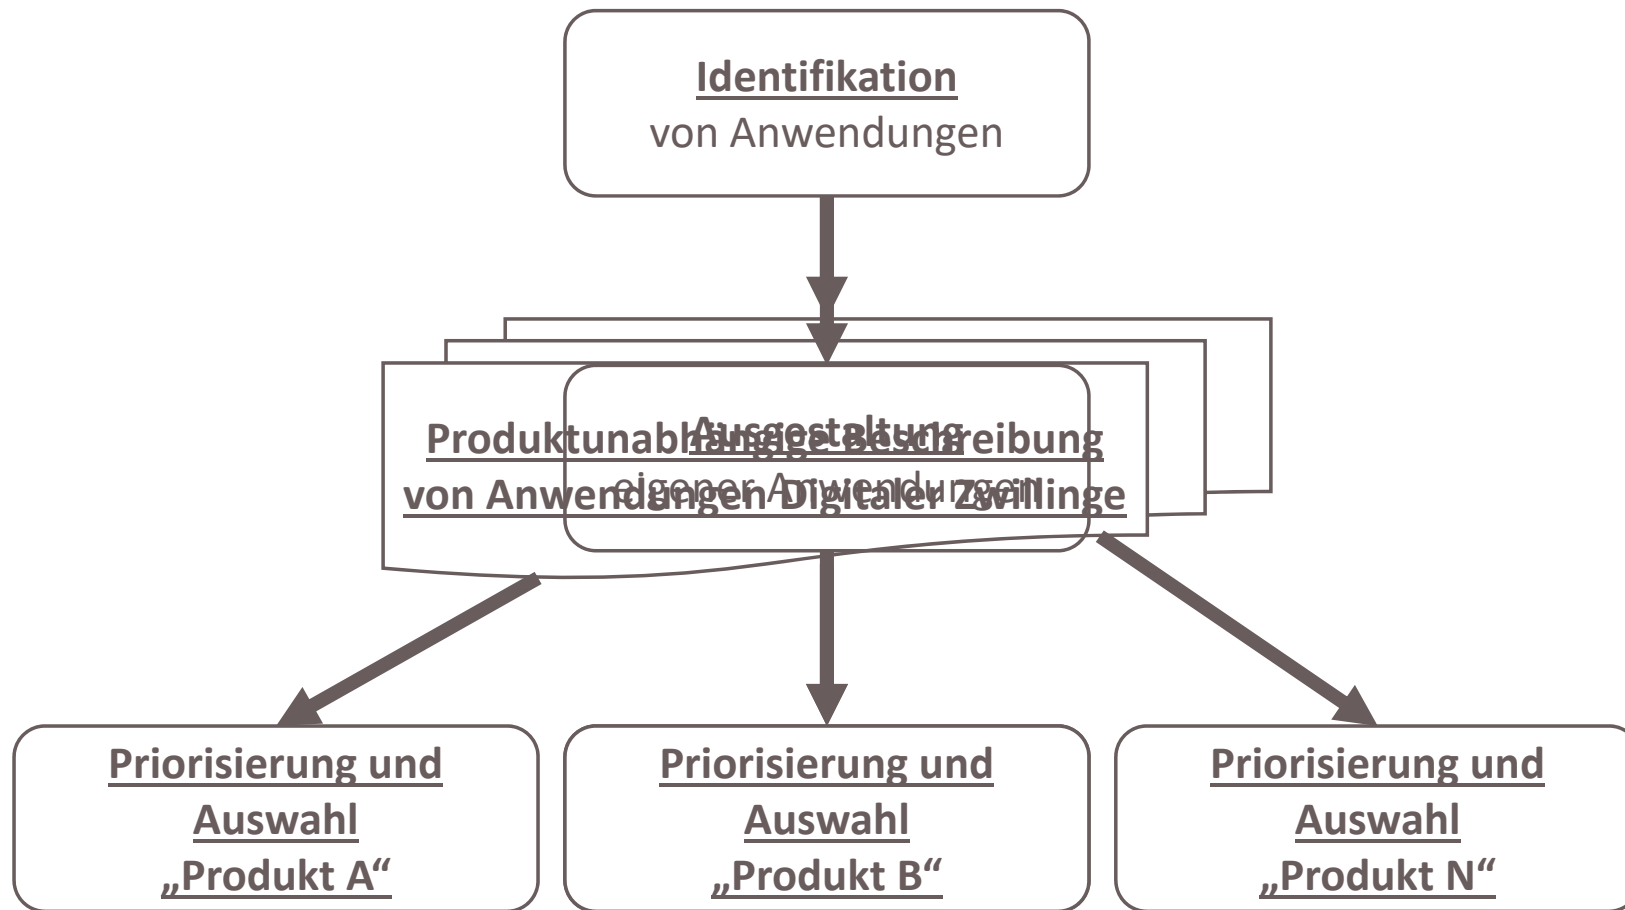 Identifikation
von Anwendungen
Ausgestaltung
eigener Anwendungen
Produktunabhängige Beschreibung
von Anwendungen Digitaler Zwillinge
Priorisierung und
Auswahl
„Produkt A“
Priorisierung und
Auswahl
„Produkt B“
Priorisierung und
Auswahl
„Produkt N“